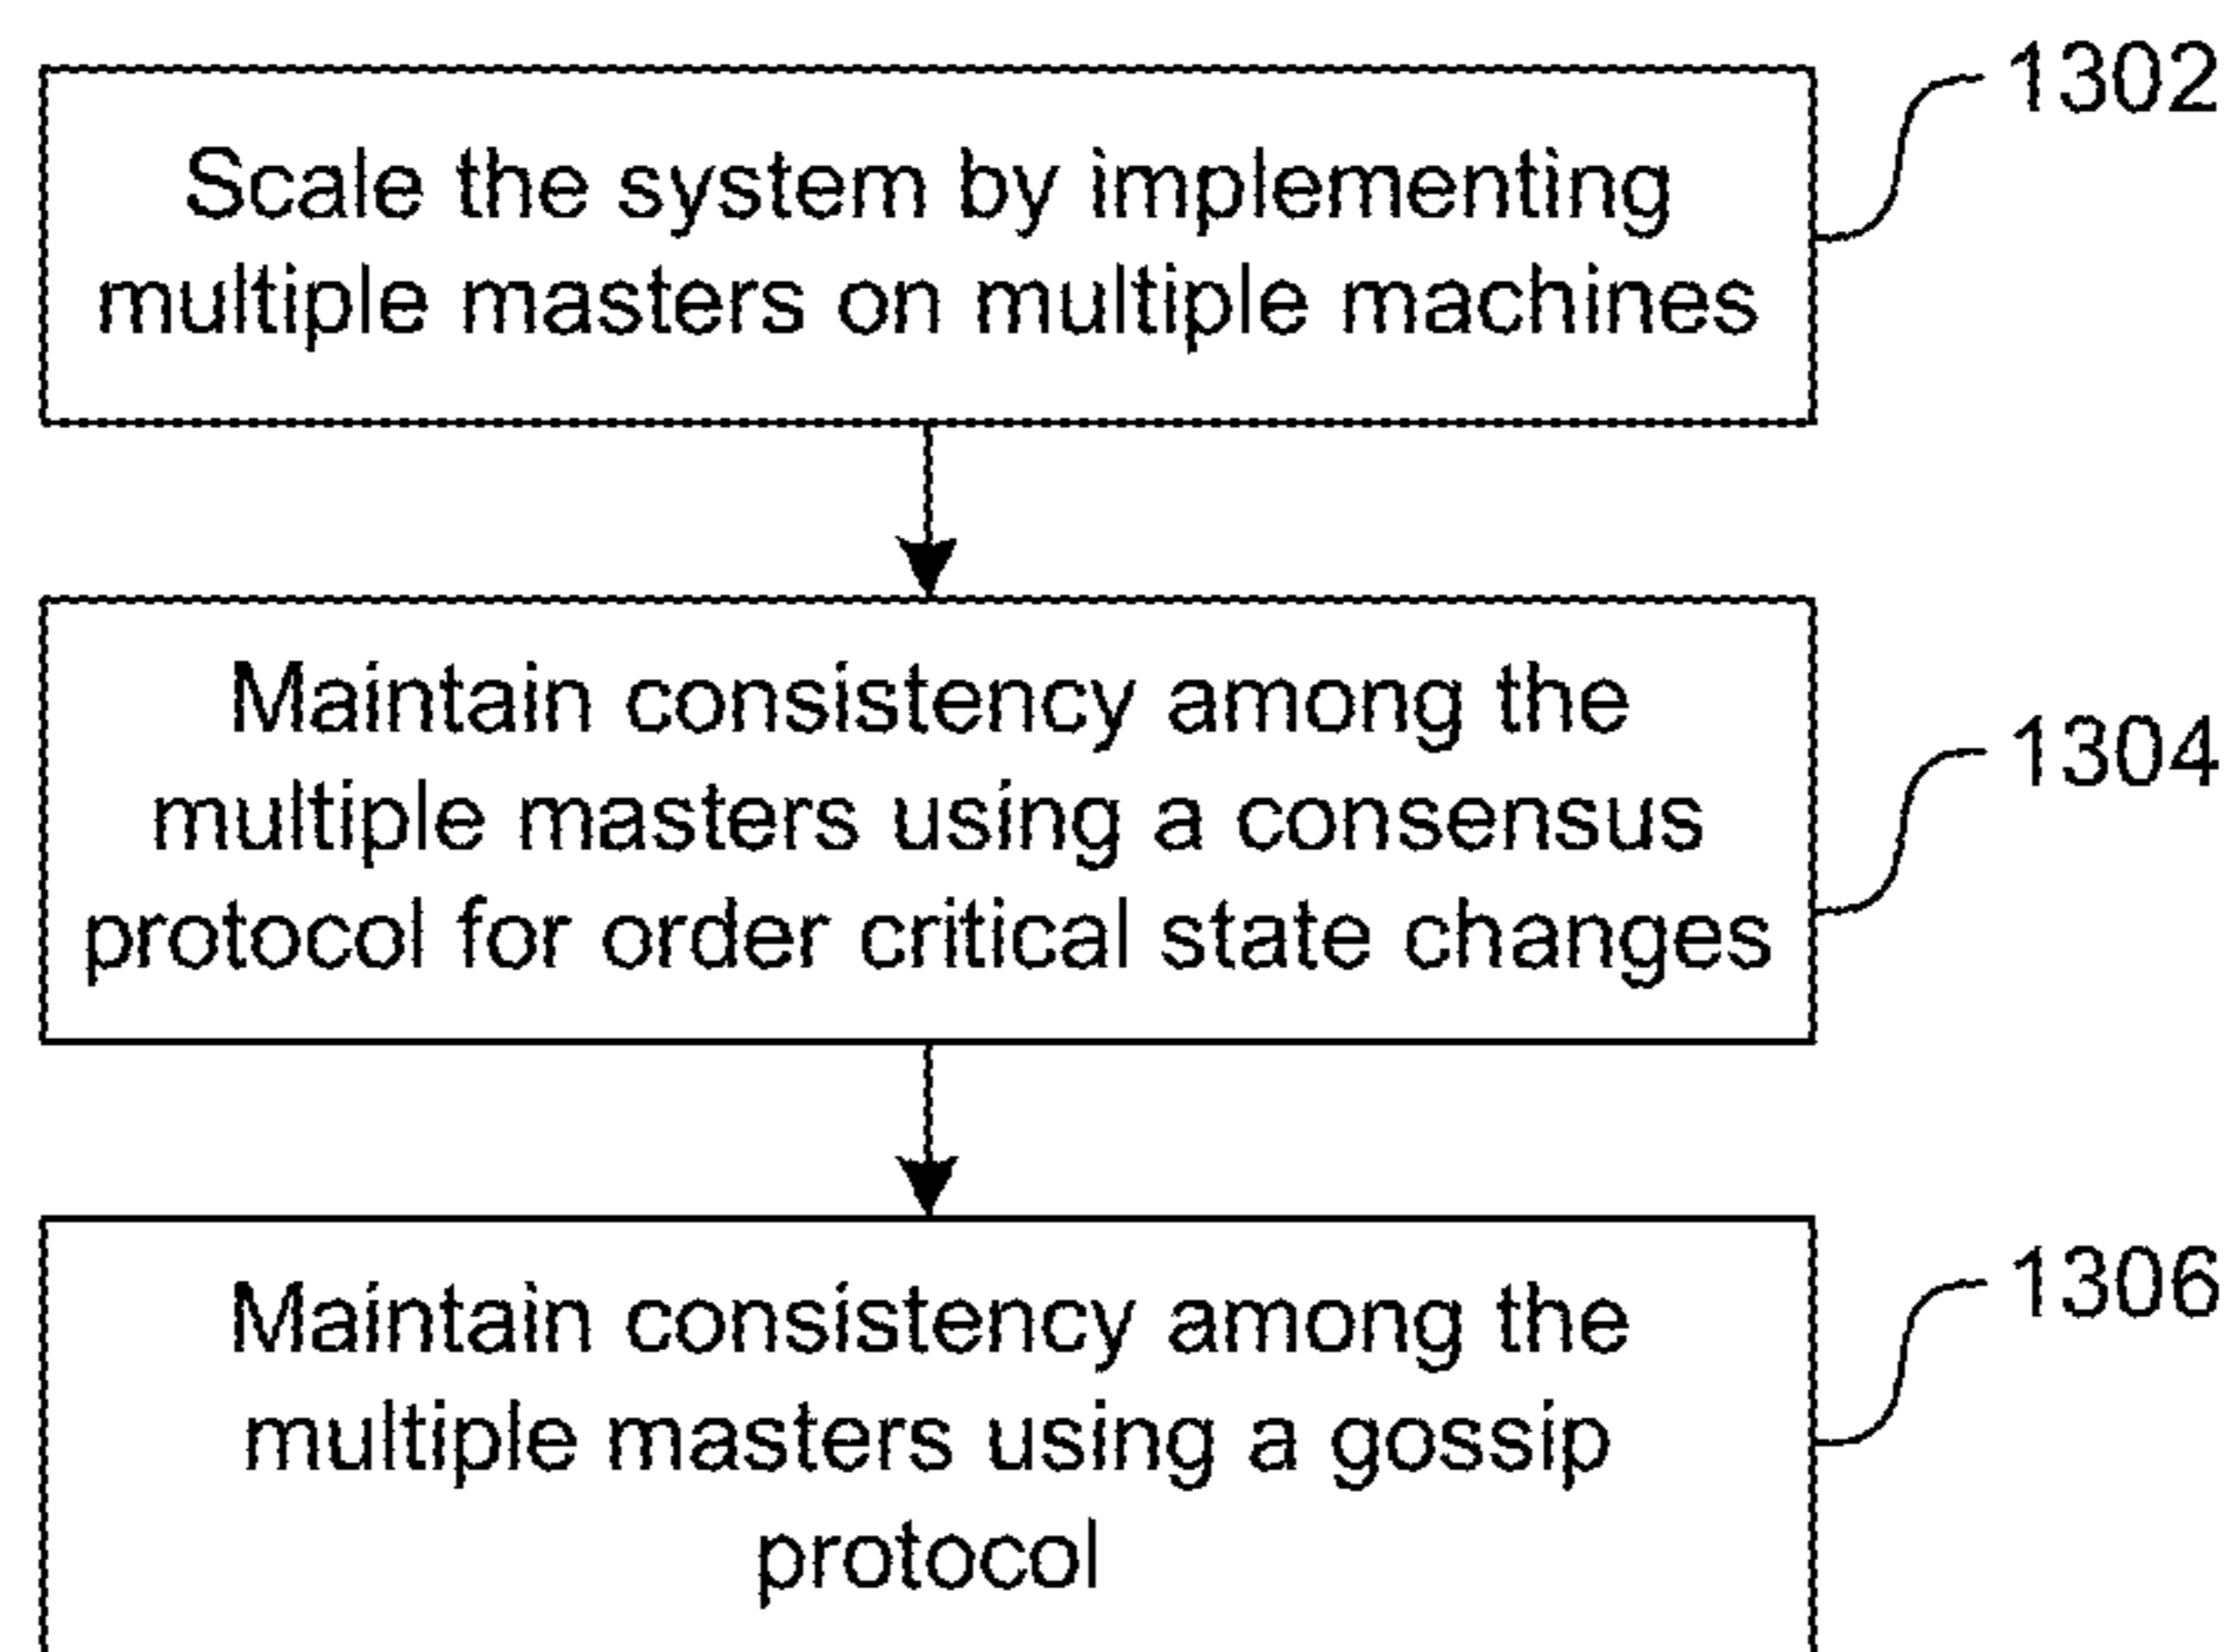 1302
Scale the system by implementing
multiple masters on multiple machines
Maintain consistency among the
1304
multiple masters using a consensus
protocol for order critical state changes
1306
Maintain consistency among the
multiple masters using a gossip
protocol